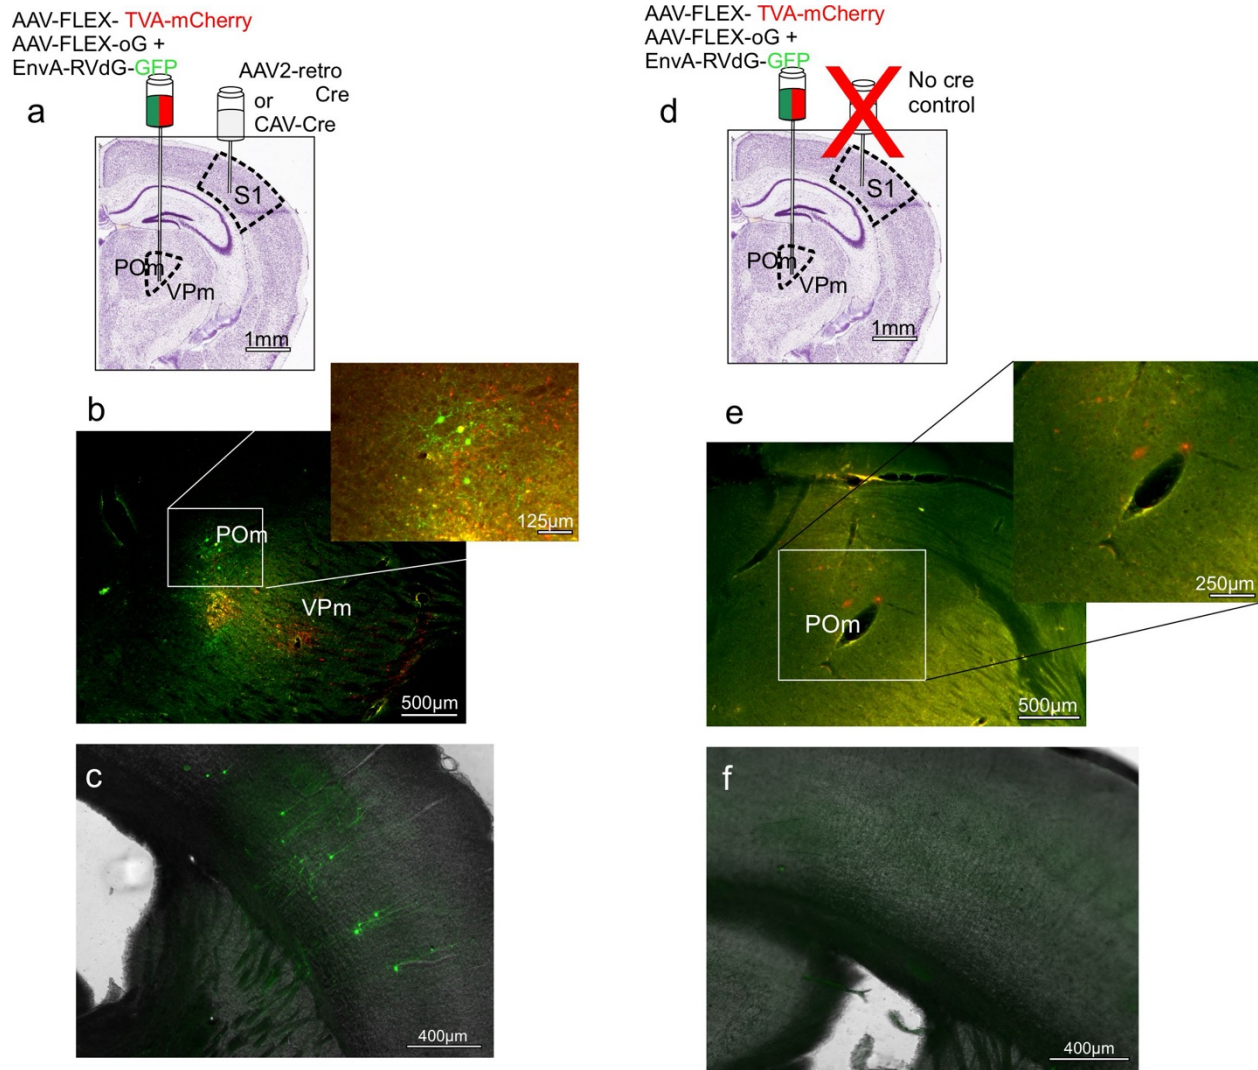 AAV-FLEX- TVA-mCherry
AAV-FLEX-oG +
EnvA-RVdG-GFP
a
AAV2-retro
Cre
or
CAV-Cre
S1
POm
VPm
1mm
b
POm
VPm
500µm
125µm
c
400µm
AAV-FLEX- TVA-mCherry
AAV-FLEX-oG +
EnvA-RVdG-GFP
d
No cre
control
S1
POm
VPm
1mm
e
POm
500µm
250µm
f
400µm